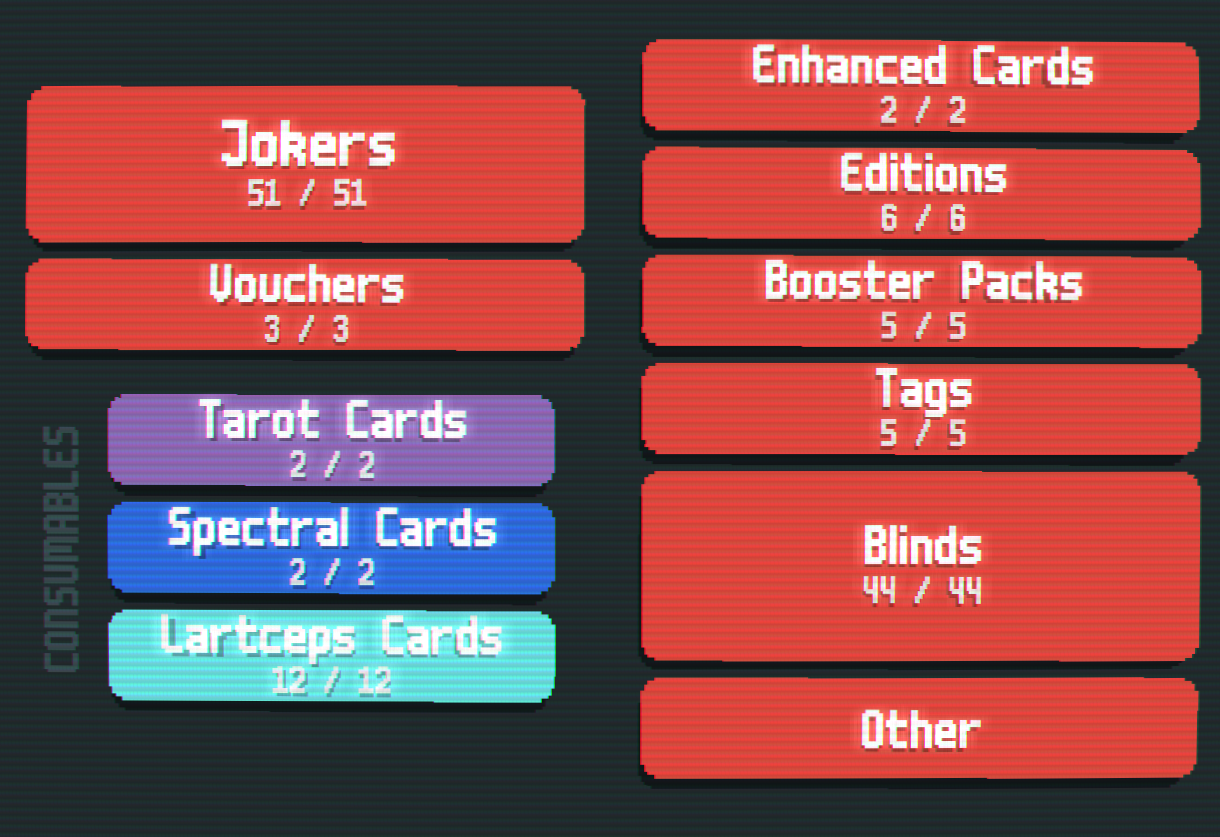 Jokers
51 / 51
Vouchers
3 / 3
CONSUMABLES
Tarot Cards
2 / 2
Spectral Cards
2 / 2
Lartceps Cards
12 / 12
Enhanced Cards
2 / 2
Editions
6 / 6
Booster Packs
5 / 5
Tags
5 / 5
Blinds
44 / 44
Other